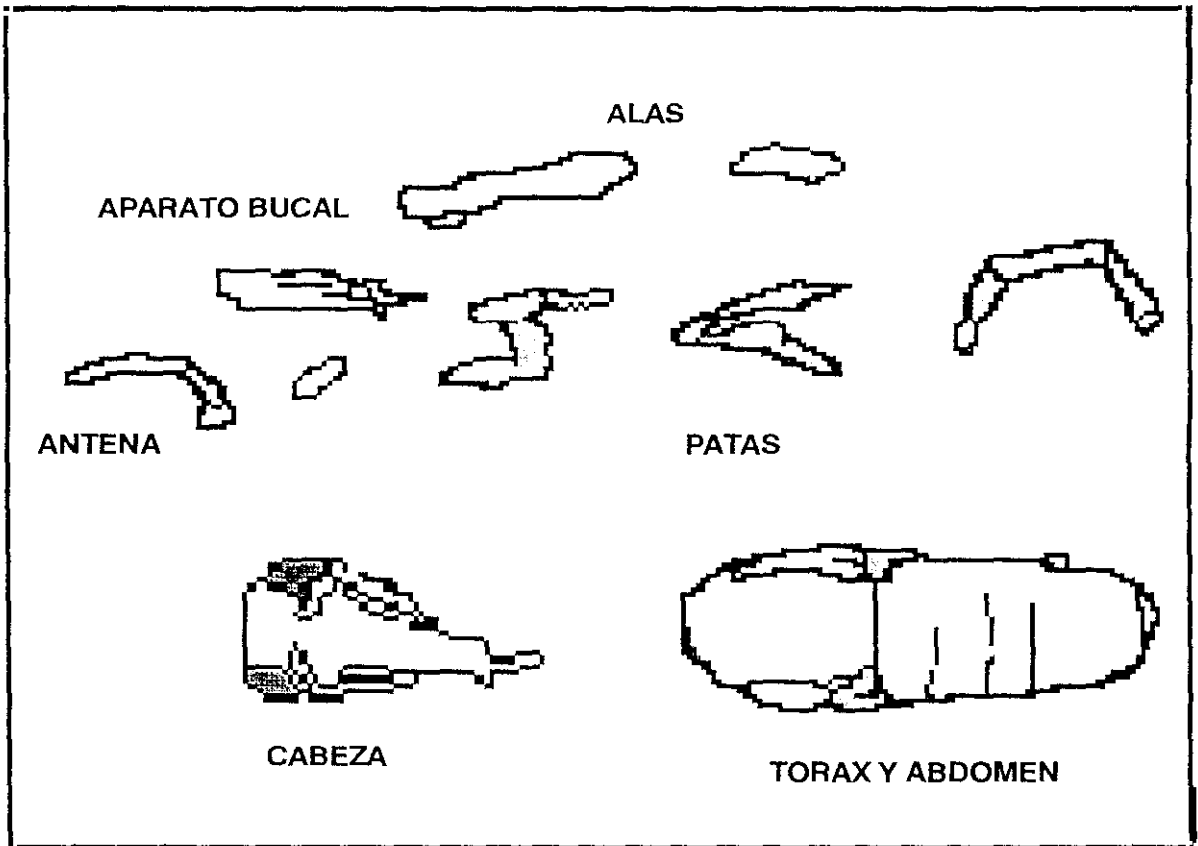 ALAS
APARATO BUCAL
ANTENA
PATAS
CABEZA
TORAX Y ABDOMEN